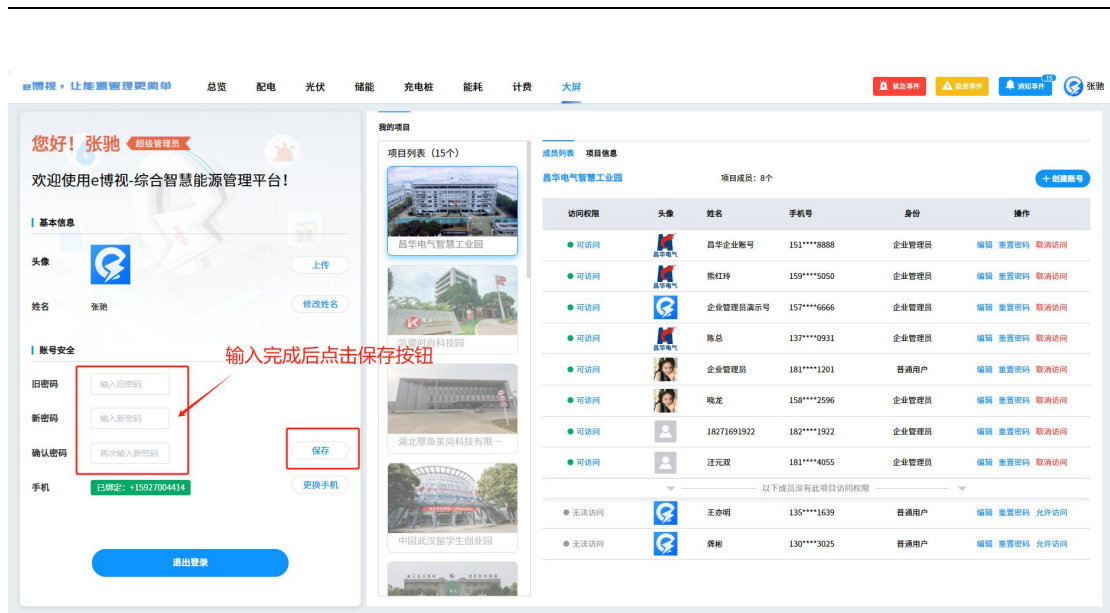 e博视，让能源管理更简单
总览 配电 光伏 储能 充电桩 能耗 计费 大屏
紧急事件
通知事件 15
张驰
您好！张驰 超级管理员
欢迎使用e博视-综合智慧能源管理平台！
基本信息
头像 上传
姓名 张驰 修改姓名
账号安全
输入完成后点击保存按钮
旧密码 输入旧密码
新密码 输入新密码
确认密码 再次输入新密码 保存
手机 已绑定：+15927004414 更换手机
退出登录
我的项目
项目列表（15个）
昌华电气智慧工业园
凯骏时尚科技园
湖北鄂鱼美尚科技有限…
中国武汉留学生创业园
成员列表 项目信息
昌华电气智慧工业园 项目成员：8个 + 创建账号
访问权限 头像 姓名 手机号 身份 操作
可访问 昌华电气 昌华企业账号 151****8888 企业管理员 编辑 重置密码 取消访问
可访问 昌华电气 熊红玲 159****5050 企业管理员 编辑 重置密码 取消访问
可访问 企业管理员演示号 157****6666 企业管理员 编辑 重置密码 取消访问
可访问 昌华电气 陈总 137****0931 企业管理员 编辑 重置密码 取消访问
可访问 企业管理员 181****1201 普通用户 编辑 重置密码 取消访问
可访问 晓龙 158****2596 企业管理员 编辑 重置密码 取消访问
可访问 18271691922 182****1922 企业管理员 编辑 重置密码 取消访问
可访问 汪元双 181****4055 企业管理员 编辑 重置密码 取消访问
以下成员没有此项目访问权限
无法访问 王亦明 135****1639 普通用户 编辑 重置密码 允许访问
无法访问 龚彬 130****3025 普通用户 编辑 重置密码 允许访问